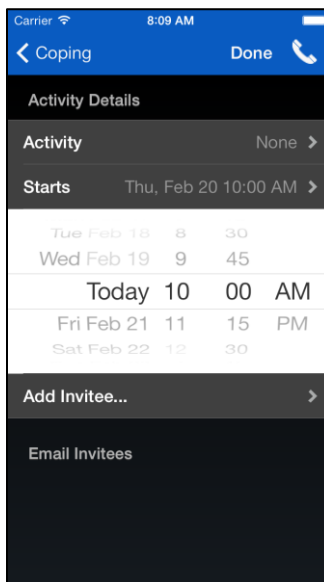 Carrier 8:09 AM
Coping Done
Activity Details
Activity None
Starts Thu, Feb 20 10:00 AM
Tue Feb 18 8 30
Wed Feb 19 9 45
Today 10 00 AM
Fri Feb 21 11 15 PM
Sat Feb 22 12 30
Add Invitee...
Email Invitees